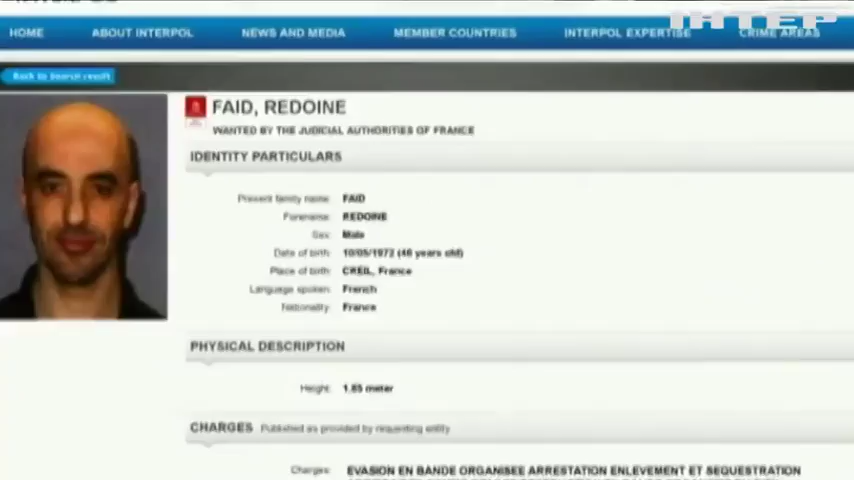 ІНТЕР
HOME ABOUT INTERPOL NEWS AND MEDIA MEMBER COUNTRIES INTERPOL EXPERTISE CRIME AREAS
Back to Search result
FAID, REDOINE
WANTED BY THE JUDICIAL AUTHORITIES OF FRANCE
IDENTITY PARTICULARS
Present family name: FAID
Forename: REDOINE
Sex: Male
Date of birth: 10/05/1972 (46 years old)
Place of birth: CREIL, France
Language spoken: French
Nationality: France
PHYSICAL DESCRIPTION
Height: 1.85 meter
CHARGES Published as provided by requesting entity
Charges: EVASION EN BANDE ORGANISEE ARRESTATION ENLEVEMENT ET SEQUESTRATION